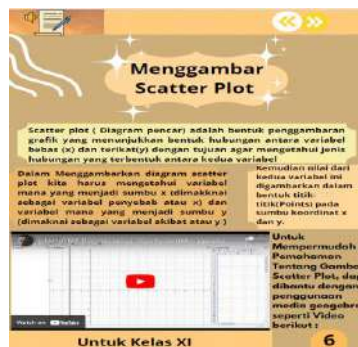 Menggambar
Scatter Plot
Scatter plot ( Diagram pencar) adalah bentuk penggambaran
grafik yang menunjukkan bentuk hubungan antara variabel
bebas (x) dan terikat(y) dengan tujuan agar mengetahui jenis
hubungan yang terbentuk antara kedua variabel
Dalam Menggambarkan diagram scatter
plot kita harus mengetahui variabel
mana yang menjadi sumbu x (dimakknai
sebagai variabel penyebab atau x) dan
variabel mana yang menjadi sumbu y
(dimaknai sebagai variabel akibat atau y )
Kemudian nilai dari
kedua variabel ini
digambarkan dalam
bentuk titik-
titik(Points) pada
sumbu koordinat x
dan y.
Untuk
Mempermudah
Pemahaman
Tentang Gambar
Scatter Plot, dap
dibantu dengan
penggunaan
media geogebra
seperti Video
berikut :
Watch on YouTube
Untuk Kelas XI
6